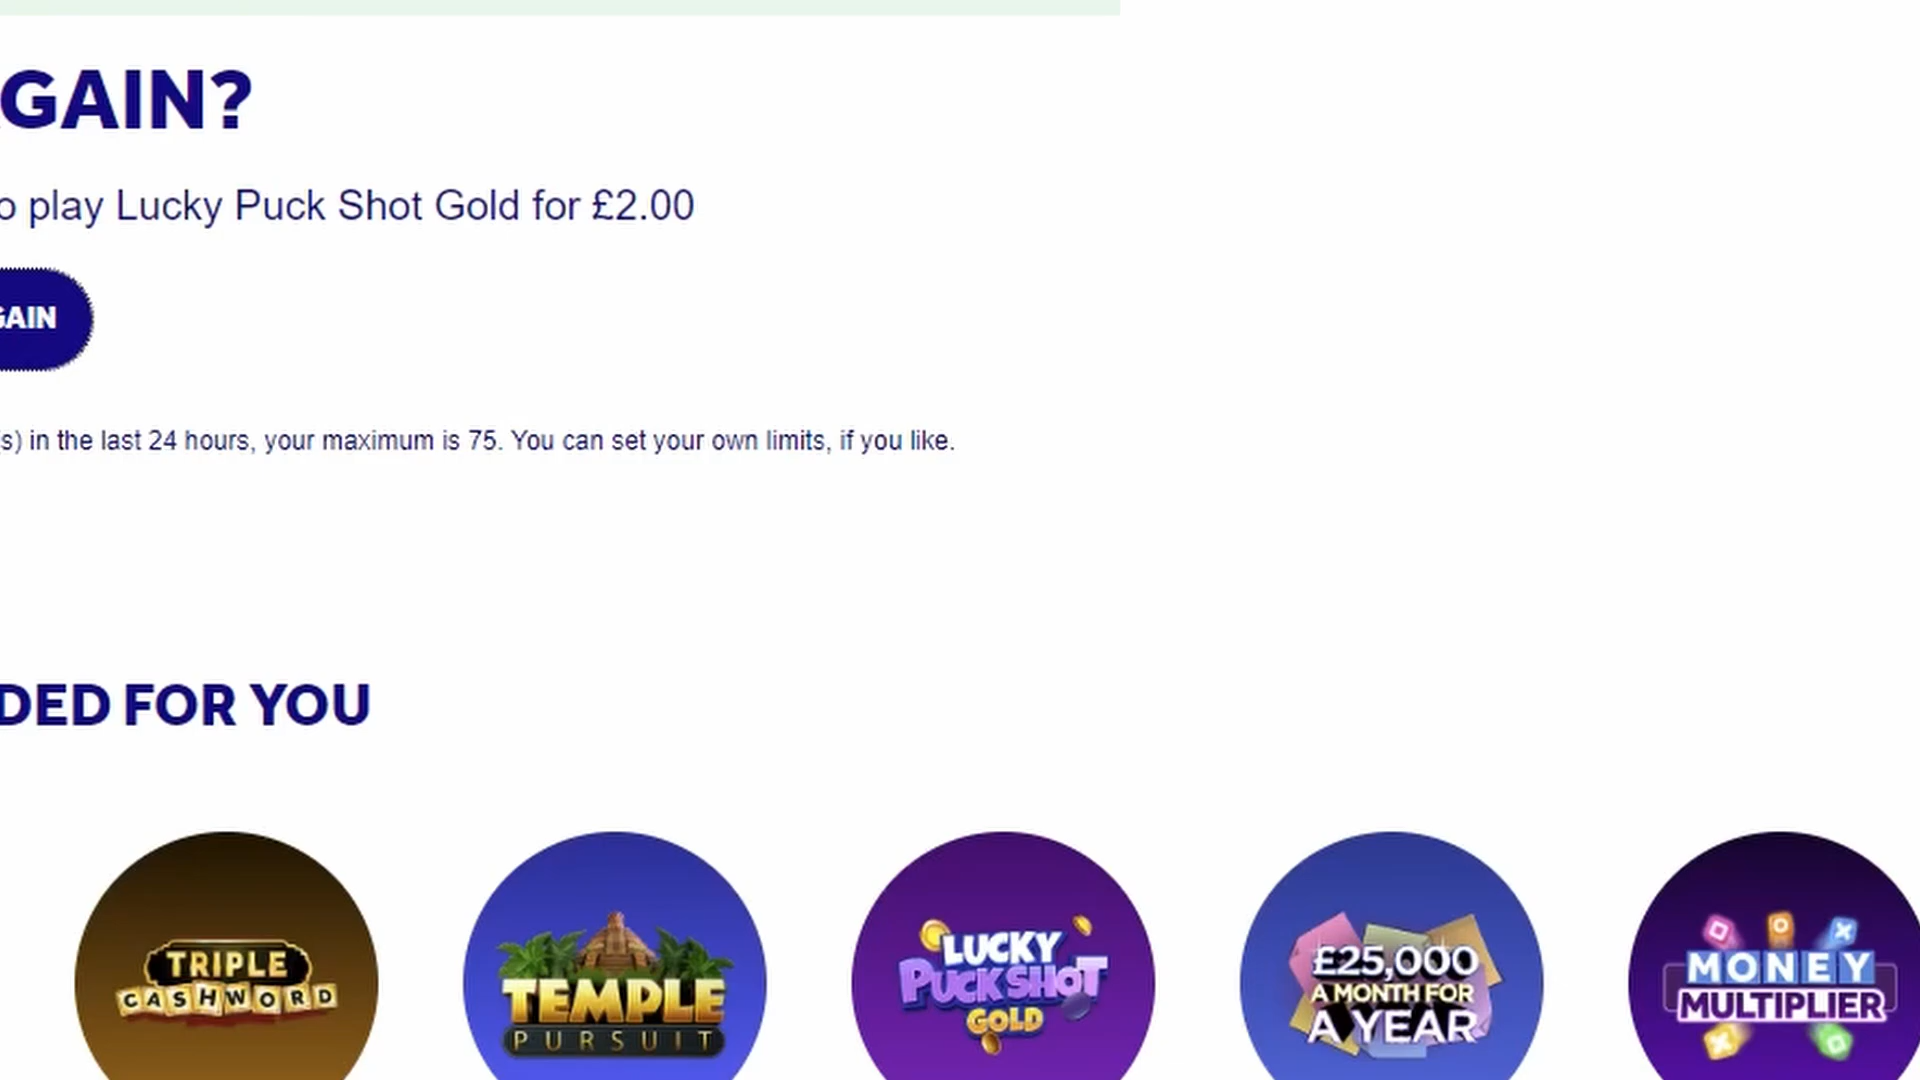 GAIN?
o play Lucky Puck Shot Gold for £2.00
GAIN
(s) in the last 24 hours, your maximum is 75. You can set your own limits, if you like.
DED FOR YOU
TRIPLE
CASHWORD
TEMPLE
PURSUIT
LUCKY
PUCK SHOT
GOLD
£25,000
A MONTH FOR
A YEAR
MONEY
MULTIPLIER